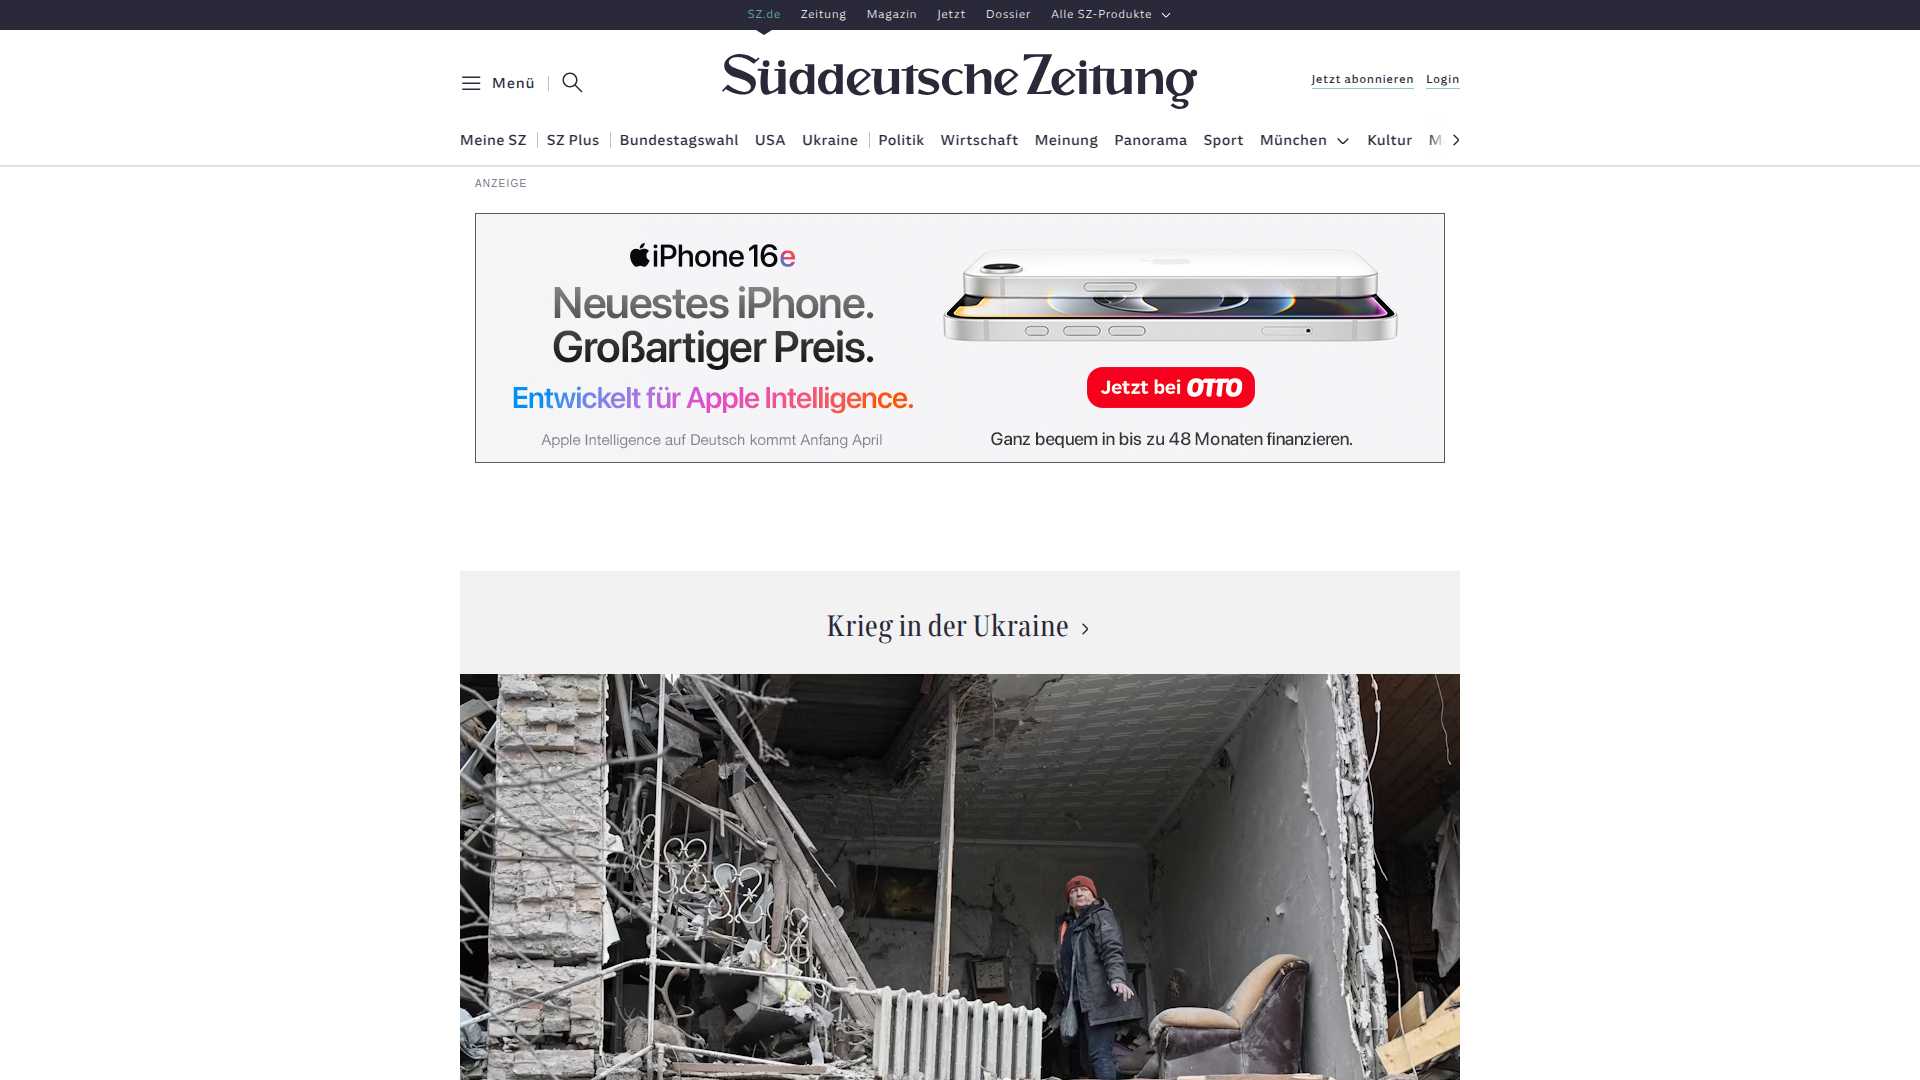 SZ.de Zeitung Magazin Jetzt Dossier Alle SZ-Produkte
Menü
Süddeutsche Zeitung
Jetzt abonnieren Login
Meine SZ SZ Plus Bundestagswahl USA Ukraine Politik Wirtschaft Meinung Panorama Sport München Kultur M
ANZEIGE
iPhone 16e
Neuestes iPhone.
Großartiger Preis.
Entwickelt für Apple Intelligence.
Apple Intelligence auf Deutsch kommt Anfang April
Jetzt bei OTTO
Ganz bequem in bis zu 48 Monaten finanzieren.
Krieg in der Ukraine